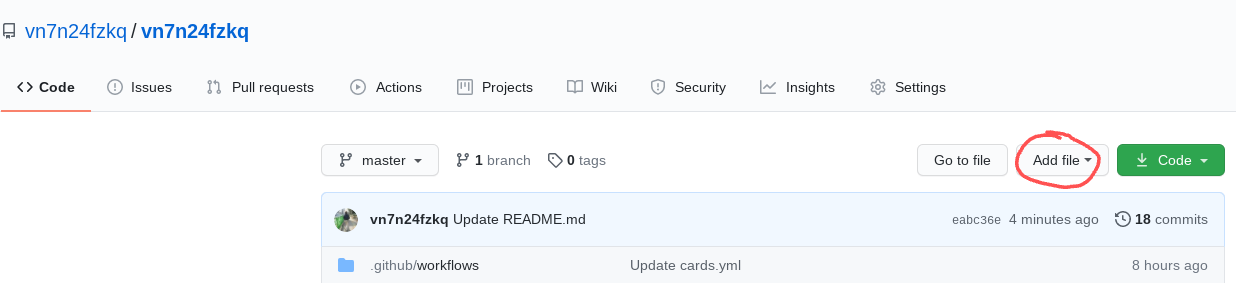 vn7n24fzkq / vn7n24fzkq
Code Issues Pull requests Actions Projects Wiki Security Insights Settings
master 1 branch 0 tags Go to file Add file Code
vn7n24fzkq Update README.md eabc36e 4 minutes ago 18 commits
.github/workflows Update cards.yml 8 hours ago